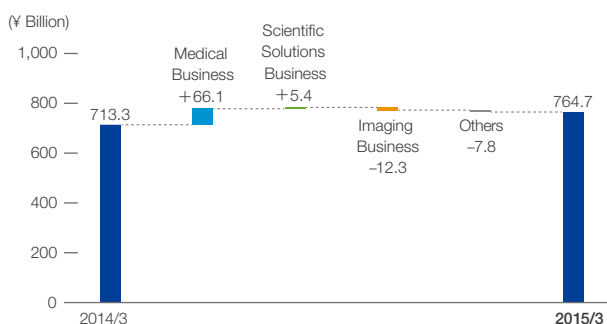 (¥ Billion)
1,000
800
600
400
200
0
713.3
Medical
Business
+66.1
Scientific
Solutions
Business
+5.4
Imaging
Business
–12.3
Others
–7.8
764.7
2014/3
2015/3